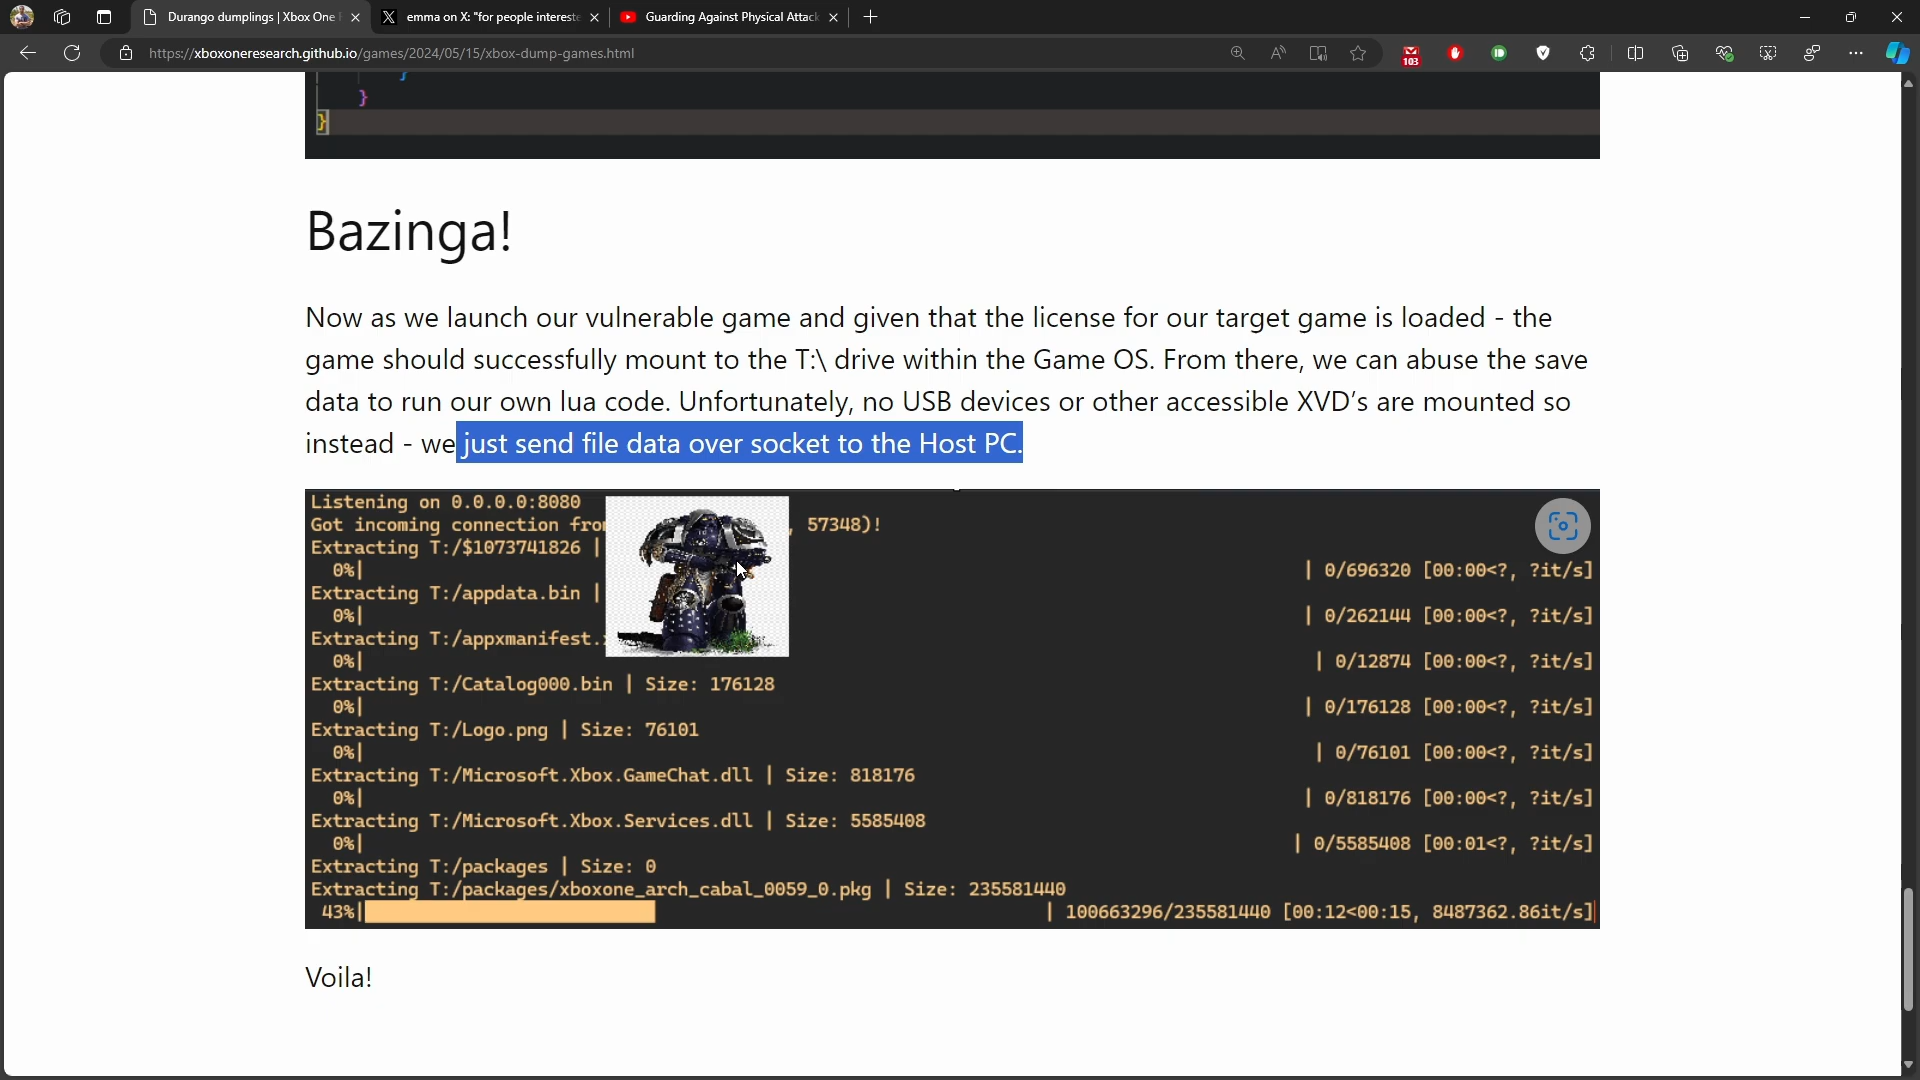 Durango dumplings | Xbox One
emma on X: "for people intereste
Guarding Against Physical Attac
https://xboxoneresearch.github.io/games/2024/05/15/xbox-dump-games.html
103
}
}
}
Bazinga!
Now as we launch our vulnerable game and given that the license for our target game is loaded - the
game should successfully mount to the T:\ drive within the Game OS. From there, we can abuse the save
data to run our own lua code. Unfortunately, no USB devices or other accessible XVD’s are mounted so
instead - we just send file data over socket to the Host PC.
Listening on 0.0.0.0:8080
Got incoming connection fro , 57348)!
Extracting T:/$1073741826 |
0%| | 0/696320 [00:00<?, ?it/s]
Extracting T:/appdata.bin |
0%| | 0/262144 [00:00<?, ?it/s]
Extracting T:/appxmanifest.
0%| | 0/12874 [00:00<?, ?it/s]
Extracting T:/Catalog000.bin | Size: 176128
0%| | 0/176128 [00:00<?, ?it/s]
Extracting T:/Logo.png | Size: 76101
0%| | 0/76101 [00:00<?, ?it/s]
Extracting T:/Microsoft.Xbox.GameChat.dll | Size: 818176
0%| | 0/818176 [00:00<?, ?it/s]
Extracting T:/Microsoft.Xbox.Services.dll | Size: 5585408
0%| | 0/5585408 [00:01<?, ?it/s]
Extracting T:/packages | Size: 0
Extracting T:/packages/xboxone_arch_cabal_0059_0.pkg | Size: 235581440
43%| | 100663296/235581440 [00:12<00:15, 8487362.86it/s]
Voila!